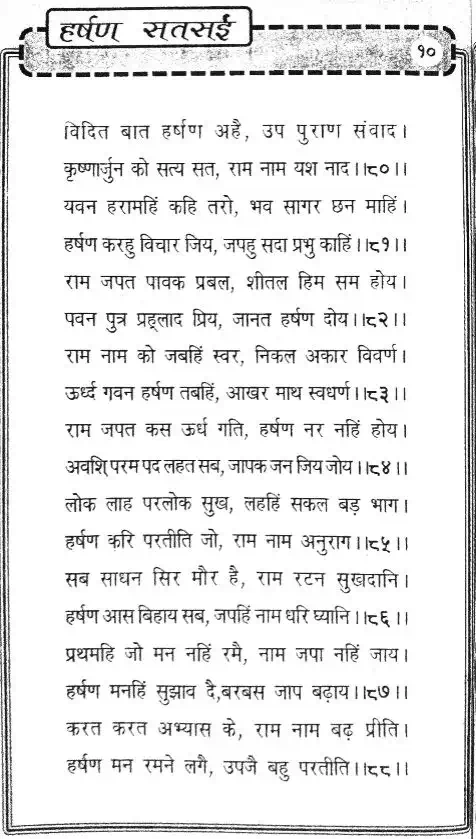 हर्षण सतसई
१०
विदित बात हर्षण अहै, उप पुराण संवाद।
कृष्णार्जुन को सत्य सत, राम नाम यश नाद।।८०।।
यवन हरामहिं कहि तरो, भव सागर छन माहिं।
हर्षण करहु विचार जिय, जपहु सदा प्रभु काहिं।।८१।।
राम जपत पावक प्रबल, शीतल हिम सम होय।
पवन पुत्र प्रह्लाद प्रिय, जानत हर्षण दोय।।८२।।
राम नाम को जबहिं स्वर, निकल अकार विवर्ण।
ऊर्ध्द गवन हर्षण तबहिं, आखर माथ स्वधर्ण।।८३।।
राम जपत कस ऊर्ध गति, हर्षण नर नहिं होय।
अवशि् परम पद लहत सब, जापक जन जिय जोय।।८४।।
लोक लाह परलोक सुख, लहहिं सकल बड़ भाग।
हर्षण करि परतीति जो, राम नाम अनुराग।।८५।।
सब साधन सिर मौर है, राम रटन सुखदानि।
हर्षण आस बिहाय सब, जपहिं नाम धरि घ्यानि।।८६।।
प्रथमहि जो मन नहिं रमै, नाम जपा नहिं जाय।
हर्षण मनहिं सुझाव दै,बरबस जाप बढ़ाय।।८७।।
करत करत अभ्यास के, राम नाम बढ़ प्रीति।
हर्षण मन रमने लगै, उपजै बहु परतीति।।८८।।